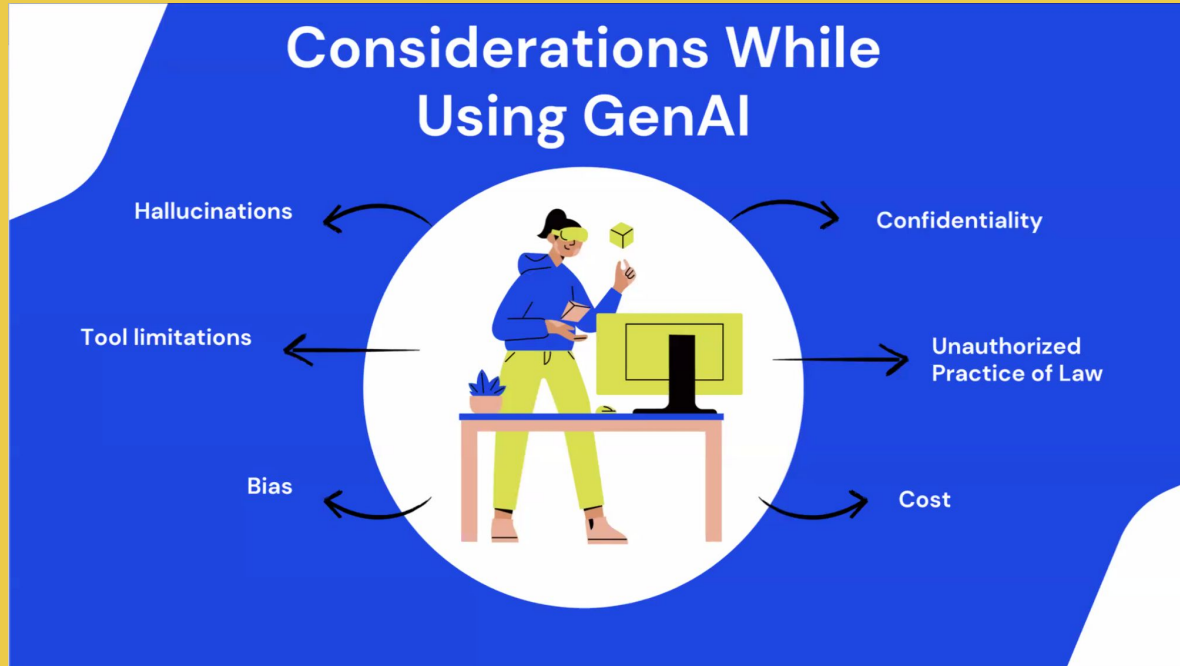 Considerations While
Using GenAI
Hallucinations
Confidentiality
Tool limitations
Unauthorized
Practice of Law
Bias
Cost